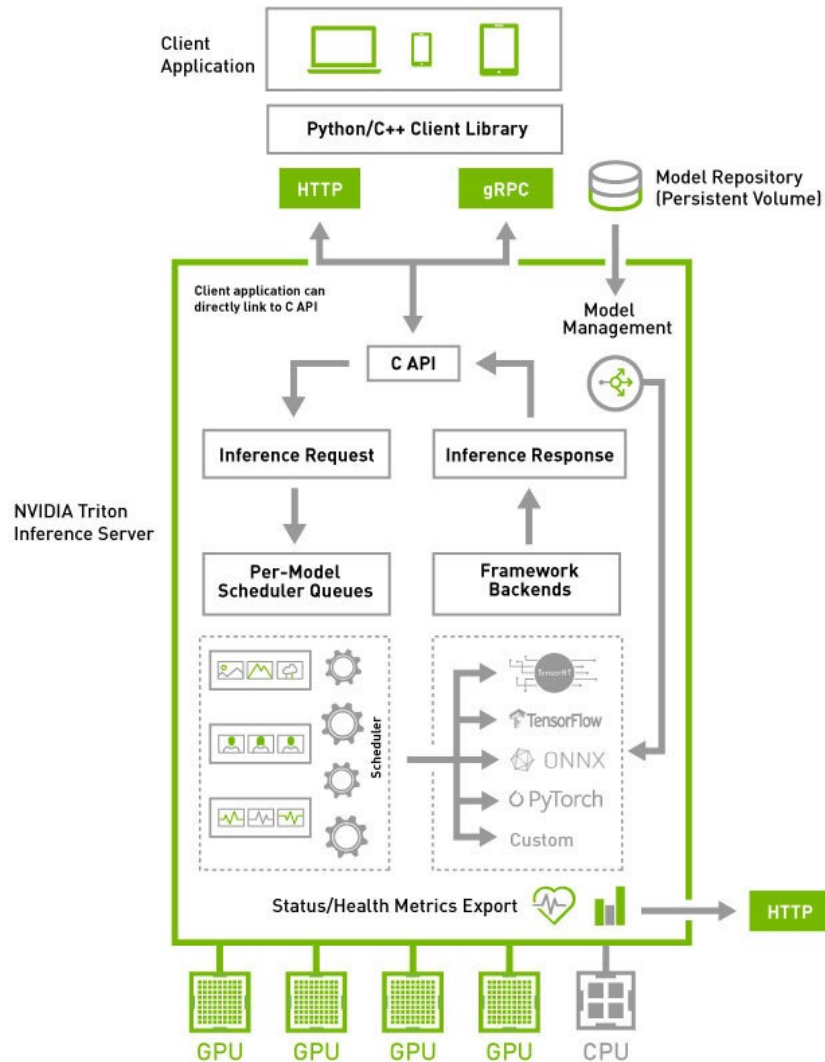 Client
Application
Python/C++ Client Library
HTTP
gRPC
Model Repository
(Persistent Volume)
Client application can
directly link to C API
Model
Management
C API
Inference Request
Inference Response
NVIDIA Triton
Inference Server
Per-Model
Scheduler Queues
Framework
Backends
Scheduler
TensorRT
TensorFlow
ONNX
PyTorch
Custom
Status/Health Metrics Export
HTTP
GPU
GPU
GPU
GPU
CPU